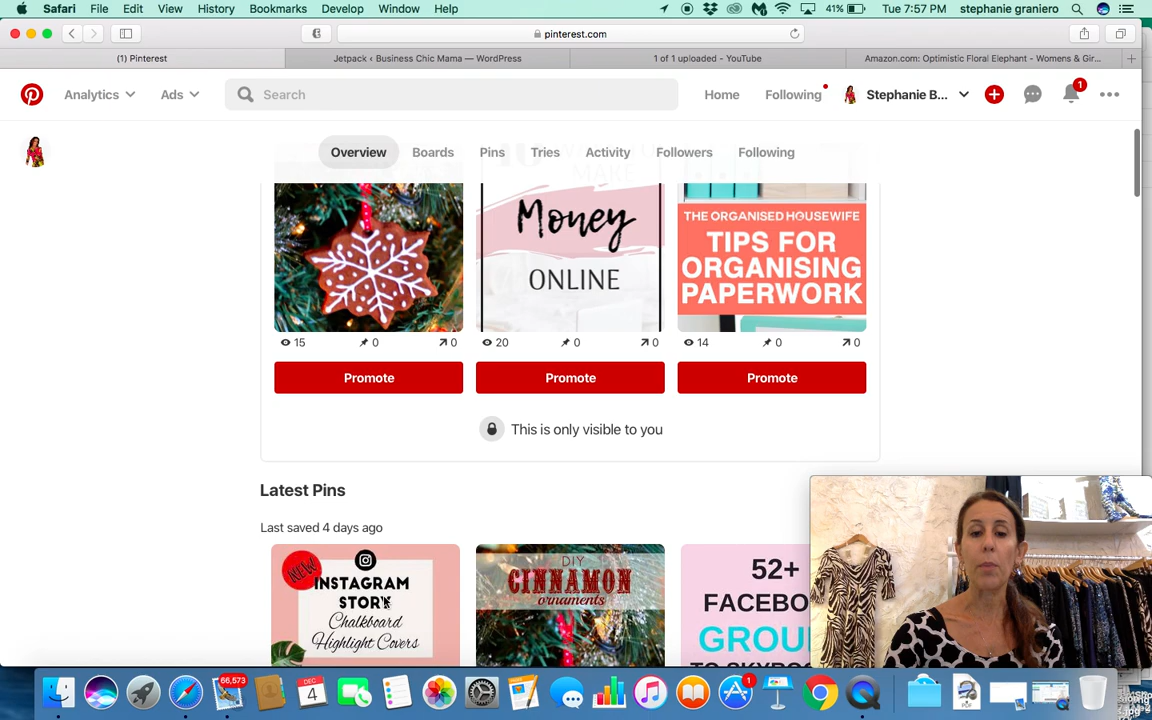 Safari File Edit View History Bookmarks Develop Window Help 41% Tue 7:57 PM stephanie graniero
pinterest.com
(1) Pinterest Jetpack ‹ Business Chic Mama — WordPress 1 of 1 uploaded - YouTube Amazon.com: Optimistic Floral Elephant - Womens & Gir...
Analytics Ads Search Home Following Stephanie B... 1
Overview Boards Pins Tries Activity Followers Following
MAKE
Money
ONLINE
THE ORGANISED HOUSEWIFE
TIPS FOR
ORGANISING
PAPERWORK
15 0 0 20 0 0 14 0 0
Promote Promote Promote
This is only visible to you
Latest Pins
Last saved 4 days ago
NEW
INSTAGRAM
STORY
Chalkboard
Highlight Covers
DIY
CINNAMON
ornaments
52+
FACEBO
GROU
66,573 DEC 4 1